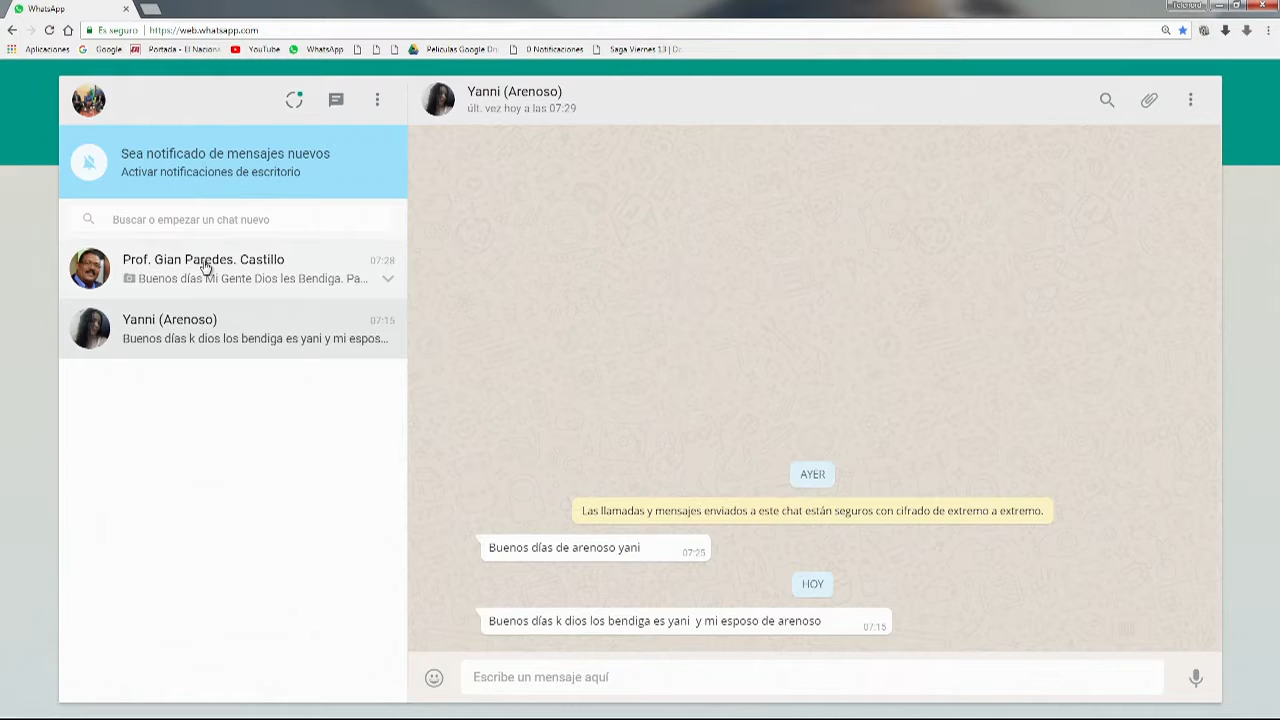 WhatsApp
Telenord
Es seguro https://web.whatsapp.com
Aplicaciones Google Portada - El Naciona YouTube WhatsApp Peliculas Google Dri 0 Notificaciones Saga Viernes 13 | Dc
Yanni (Arenoso)
últ. vez hoy a las 07:29
Sea notificado de mensajes nuevos
Activar notificaciones de escritorio
Buscar o empezar un chat nuevo
Prof. Gian Paredes. Castillo 07:28
Buenos días Mi Gente Dios les Bendiga. Pa...
Yanni (Arenoso) 07:15
Buenos días k dios los bendiga es yani y mi espos...
AYER
Las llamadas y mensajes enviados a este chat están seguros con cifrado de extremo a extremo.
Buenos días de arenoso yani 07:25
HOY
Buenos días k dios los bendiga es yani y mi esposo de arenoso 07:15
Escribe un mensaje aquí